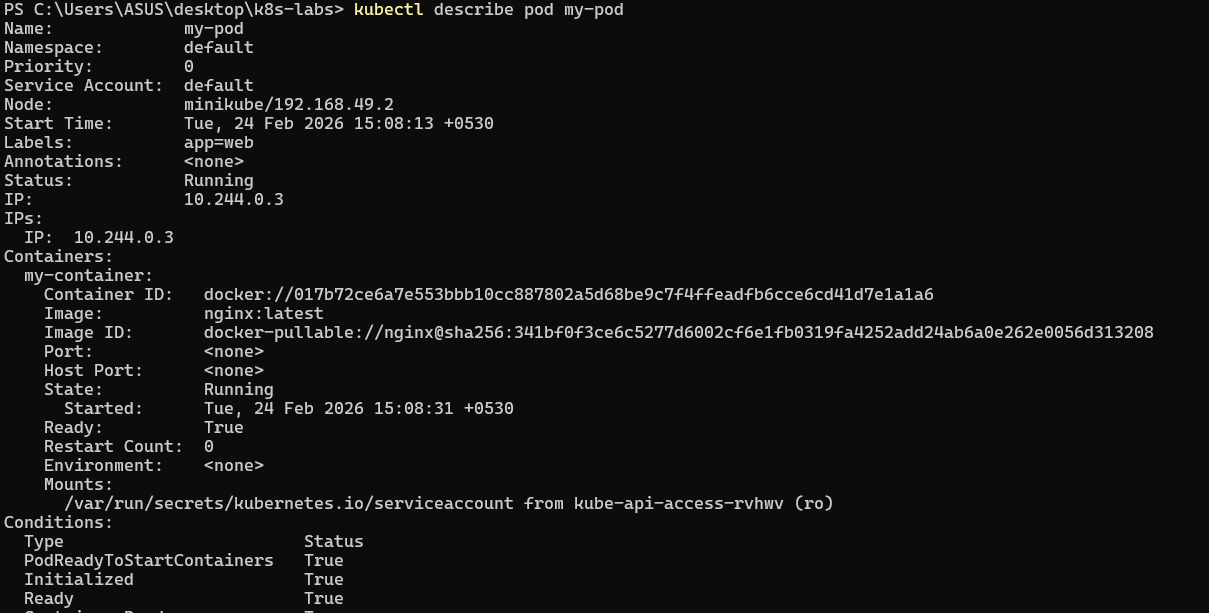 PS C:\Users\ASUS\desktop\k8s-labs> kubectl describe pod my-pod
Name:             my-pod
Namespace:        default
Priority:         0
Service Account:  default
Node:             minikube/192.168.49.2
Start Time:       Tue, 24 Feb 2026 15:08:13 +0530
Labels:           app=web
Annotations:      <none>
Status:           Running
IP:               10.244.0.3
IPs:
  IP:  10.244.0.3
Containers:
  my-container:
    Container ID:   docker://017b72ce6a7e553bbb10cc887802a5d68be9c7f4ffeadfb6cce6cd41d7e1a1a6
    Image:          nginx:latest
    Image ID:       docker-pullable://nginx@sha256:341bf0f3ce6c5277d6002cf6e1fb0319fa4252add24ab6a0e262e0056d313208
    Port:           <none>
    Host Port:      <none>
    State:          Running
      Started:      Tue, 24 Feb 2026 15:08:31 +0530
    Ready:          True
    Restart Count:  0
    Environment:    <none>
    Mounts:
      /var/run/secrets/kubernetes.io/serviceaccount from kube-api-access-rvhwv (ro)
Conditions:
  Type                        Status
  PodReadyToStartContainers   True
  Initialized                 True
  Ready                       True